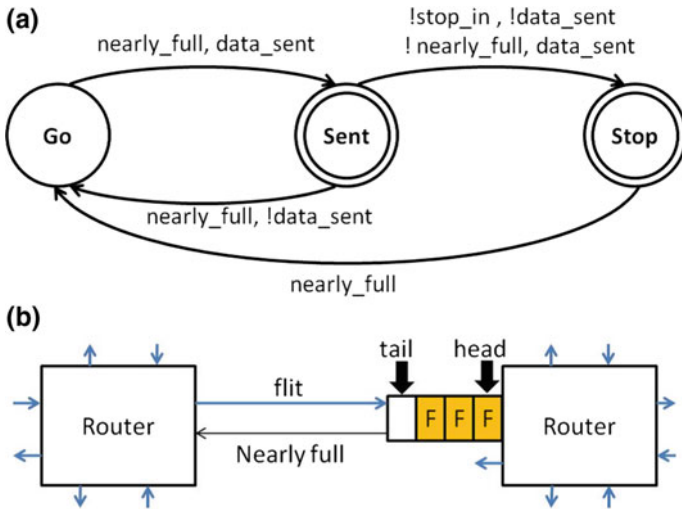 (a)
nearly_full, data_sent
!stop_in , !data_sent
! nearly_full, data_sent
Go
Sent
Stop
nearly_full, !data_sent
nearly_full
(b)
tail
head
flit
Router
F F F
Router
Nearly full